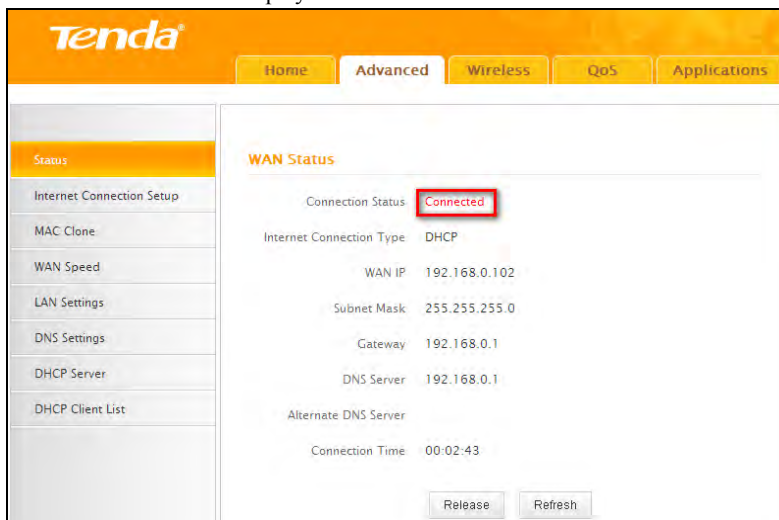 Tenda
Home Advanced Wireless QoS Applications
Status
WAN Status
Internet Connection Setup
Connection Status Connected
MAC Clone
Internet Connection Type DHCP
WAN Speed
WAN IP 192.168.0.102
LAN Settings
Subnet Mask 255.255.255.0
DNS Settings
Gateway 192.168.0.1
DHCP Server
DNS Server 192.168.0.1
DHCP Client List
Alternate DNS Server
Connection Time 00:02:43
Release Refresh